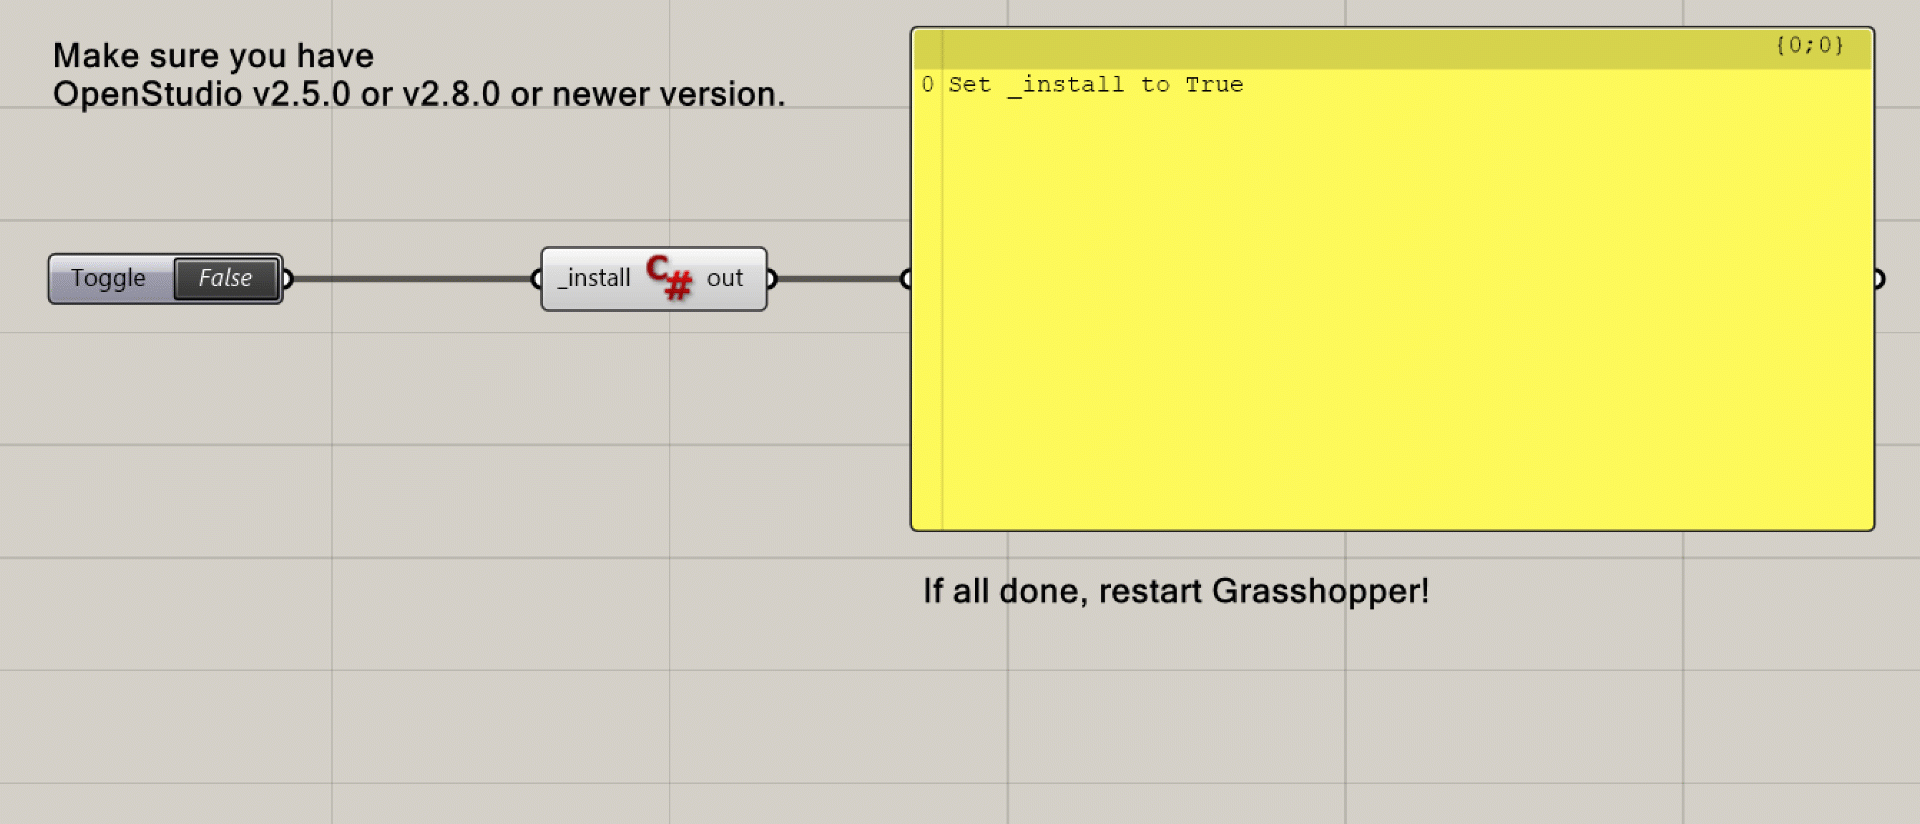 Make sure you have
OpenStudio v2.5.0 or v2.8.0 or newer version.
{0;0}
0 Set _install to True
Toggle False
_install C# out
If all done, restart Grasshopper!